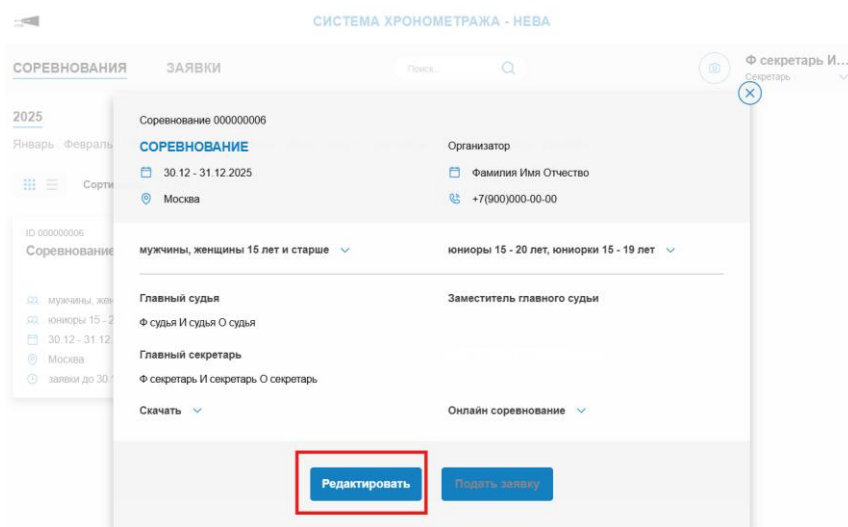 СИСТЕМА ХРОНОМЕТРАЖА - НЕВА
СОРЕВНОВАНИЯ ЗАЯВКИ Поиск... Ф секретарь И...
Секретарь
2025
Январь Февраль
Сорти
ID 000000006
Соревнование
мужчины, жен
юниоры 15 - 2
30.12 - 31.12.
Москва
заявки до 30.
Соревнование 000000006
СОРЕВНОВАНИЕ Организатор
30.12 - 31.12.2025 Фамилия Имя Отчество
Москва +7(900)000-00-00
мужчины, женщины 15 лет и старше юниоры 15 - 20 лет, юниорки 15 - 19 лет
Главный судья Заместитель главного судьи
Ф судья И судья О судья
Главный секретарь
Ф секретарь И секретарь О секретарь
Скачать Онлайн соревнование
Редактировать Подать заявку